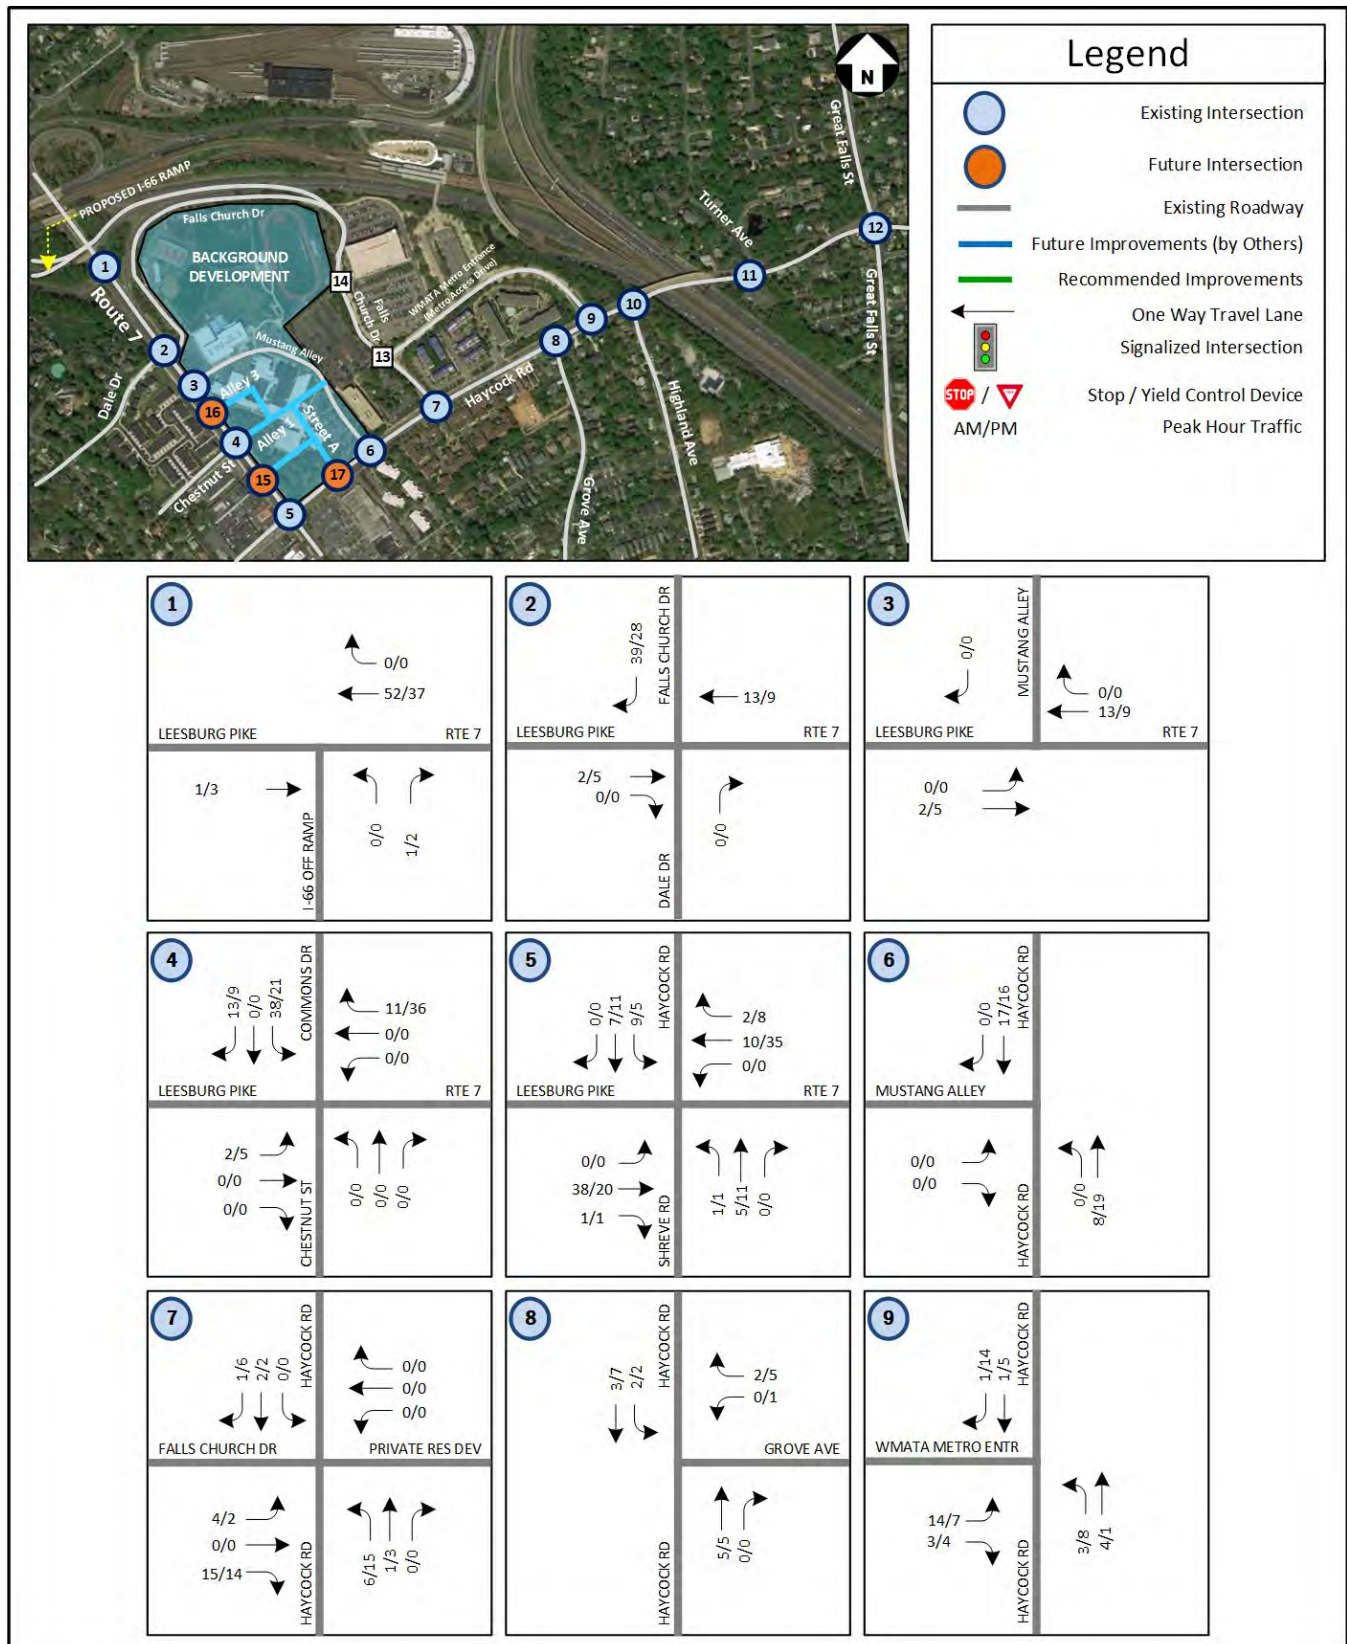 N
PROPOSED I-66 RAMP
Falls Church Dr
BACKGROUND
DEVELOPMENT
Route 7
Dale Dr
Mustang Alley
Alley 3
Alley 1
Street A
Chestnut St
Falls
Church Dr
WMATA Metro Entrance
(Metro Access Drive)
Haycock Rd
Grove Ave
Highland Ave
Turner Ave
Great Falls St
Great Falls St
1
2
3
16
4
15
5
17
6
7
13
14
8
9
10
11
12
Legend
Existing Intersection
Future Intersection
Existing Roadway
Future Improvements (by Others)
Recommended Improvements
One Way Travel Lane
Signalized Intersection
STOP / Stop / Yield Control Device
AM/PM Peak Hour Traffic
1
0/0
52/37
LEESBURG PIKE RTE 7
1/3
I-66 OFF RAMP
0/0
1/2
2
39/28
FALLS CHURCH DR
13/9
LEESBURG PIKE RTE 7
2/5
0/0
DALE DR
0/0
3
0/0
MUSTANG ALLEY
0/0
13/9
LEESBURG PIKE RTE 7
0/0
2/5
4
13/9
0/0
38/21
COMMONS DR
11/36
0/0
0/0
LEESBURG PIKE RTE 7
2/5
0/0
0/0
CHESTNUT ST
0/0
0/0
0/0
5
0/0
7/11
9/5
HAYCOCK RD
2/8
10/35
0/0
LEESBURG PIKE RTE 7
0/0
38/20
1/1
SHREVE RD
1/1
5/11
0/0
6
0/0
17/16
HAYCOCK RD
MUSTANG ALLEY
0/0
0/0
HAYCOCK RD
0/0
8/19
7
1/6
2/2
0/0
HAYCOCK RD
0/0
0/0
0/0
FALLS CHURCH DR PRIVATE RES DEV
4/2
0/0
15/14
HAYCOCK RD
6/15
1/3
0/0
8
3/7
2/2
HAYCOCK RD
2/5
0/1
GROVE AVE
HAYCOCK RD
5/5
0/0
9
1/14
1/5
HAYCOCK RD
WMATA METRO ENTR
14/7
3/4
HAYCOCK RD
3/8
4/1